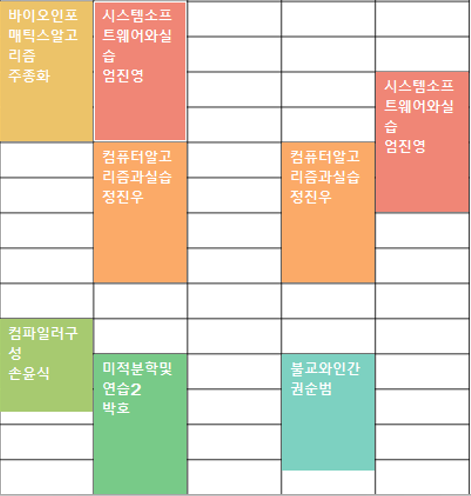 바이오인포
매틱스알고
리즘
주종화
시스템소프
트웨어와실
습
엄진영
시스템소프
트웨어와실
습
엄진영
컴퓨터알고
리즘과실습
정진우
컴퓨터알고
리즘과실습
정진우
컴파일러구
성
손윤식
미적분학및
연습2
박호
불교와인간
권순범